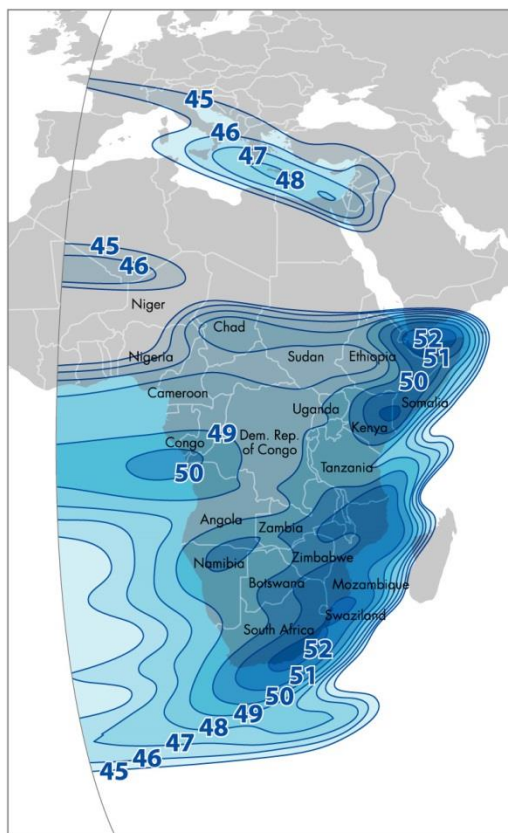 45
46
47
48
45
46
Niger
Chad
52
Nigeria
Sudan
Ethiopia
51
50
Cameroon
Somalia
Uganda
49
Kenya
Congo
Dem. Rep.
of Congo
50
Tanzania
Angola
Zambia
Zimbabwe
Namibia
Botswana
Mozambique
Swaziland
South Africa
52
51
50
49
48
47
46
45